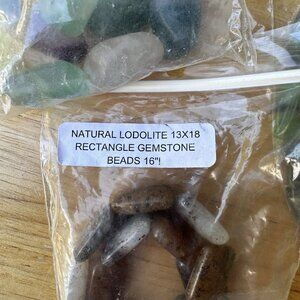 NATURAL LODOLITE 13X18
RECTANGLE GEMSTONE
BEADS 16"!